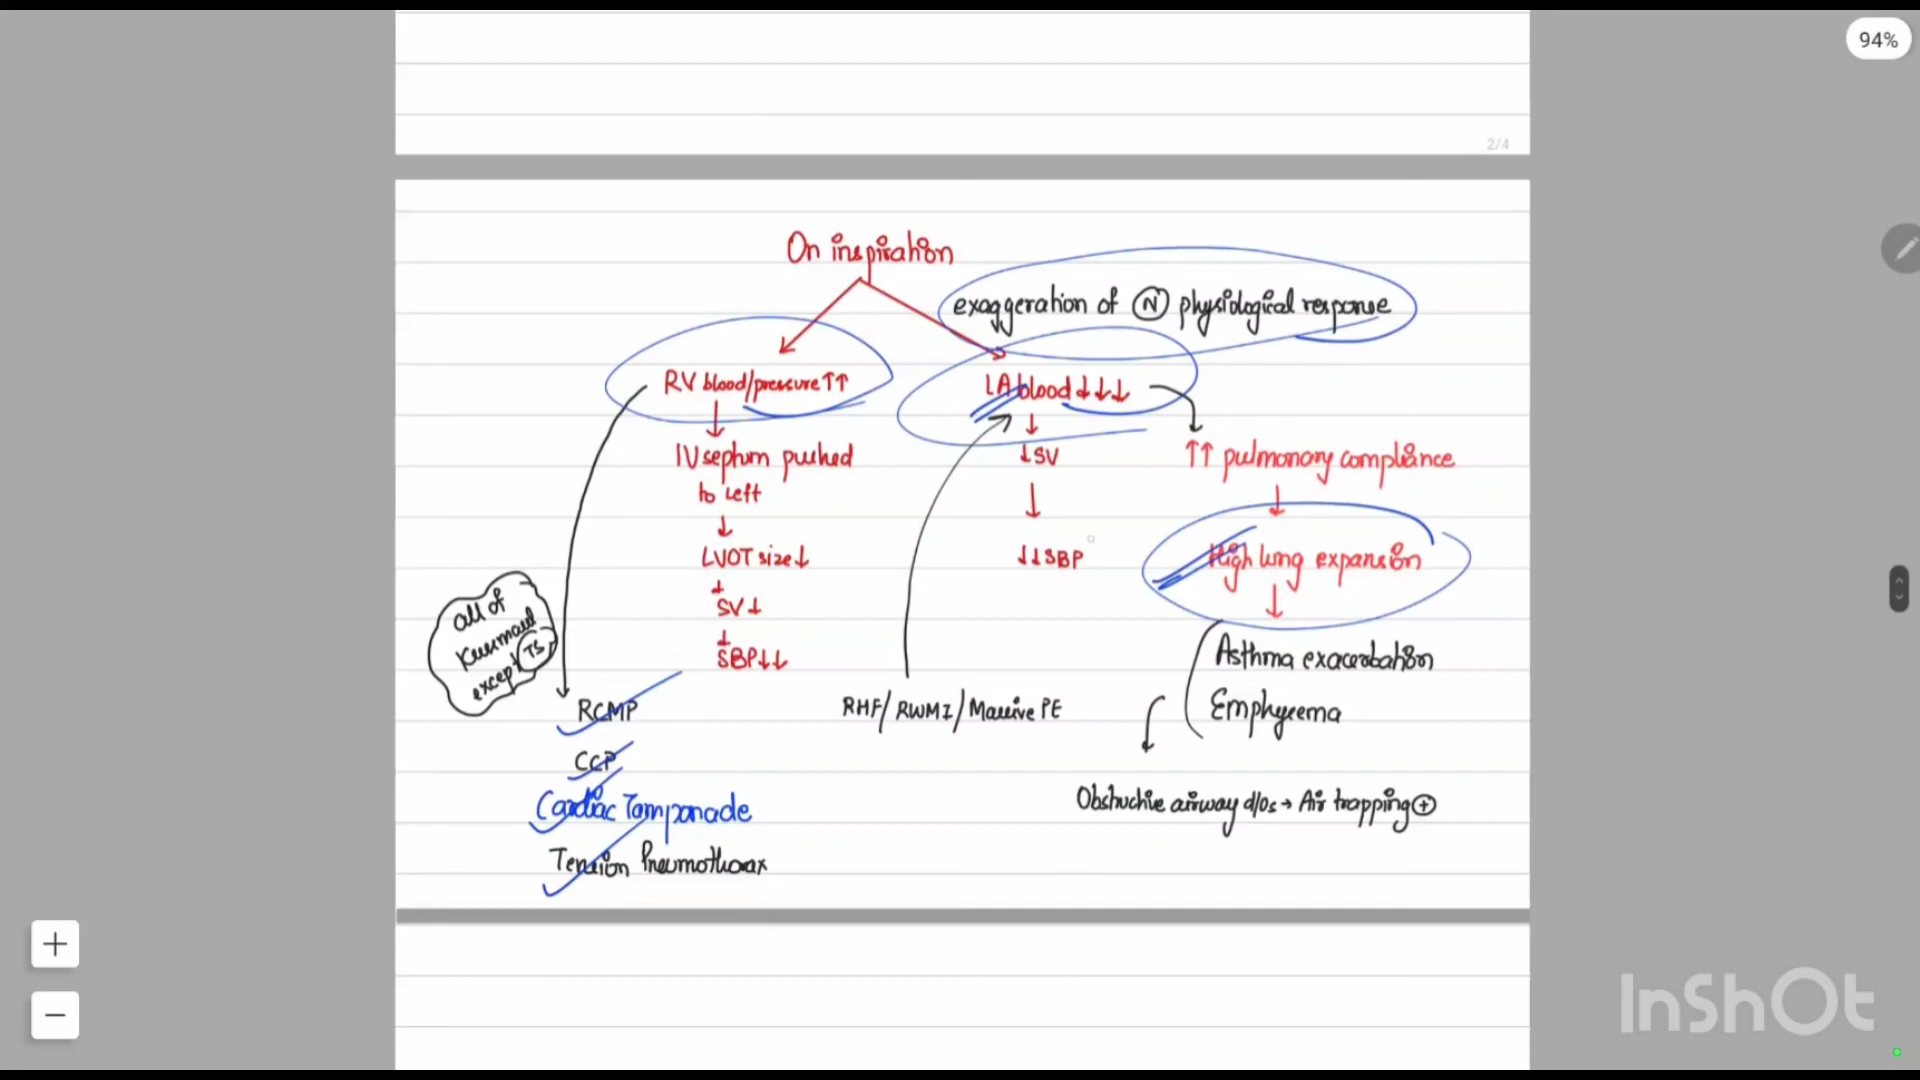 94%
2/4
On inspiration
exaggeration of Ⓝ physiological response
RV blood/pressure ↑↑
LA blood ↓↓↓
IV septum pushed
to left
↓SV
↑↑ pulmonary compliance
LVOT size↓
↓↓SBP
High lung expansion
SV↓
SBP↓↓
all of
Kussmaul
except TS
Asthma exacerbation
Emphysema
RCMP
RHF/RWMI/Massive PE
CCP
Cardiac Tamponade
Obstructive airway d/os → Air trapping⊕
Tension Pneumothorax
InShOt